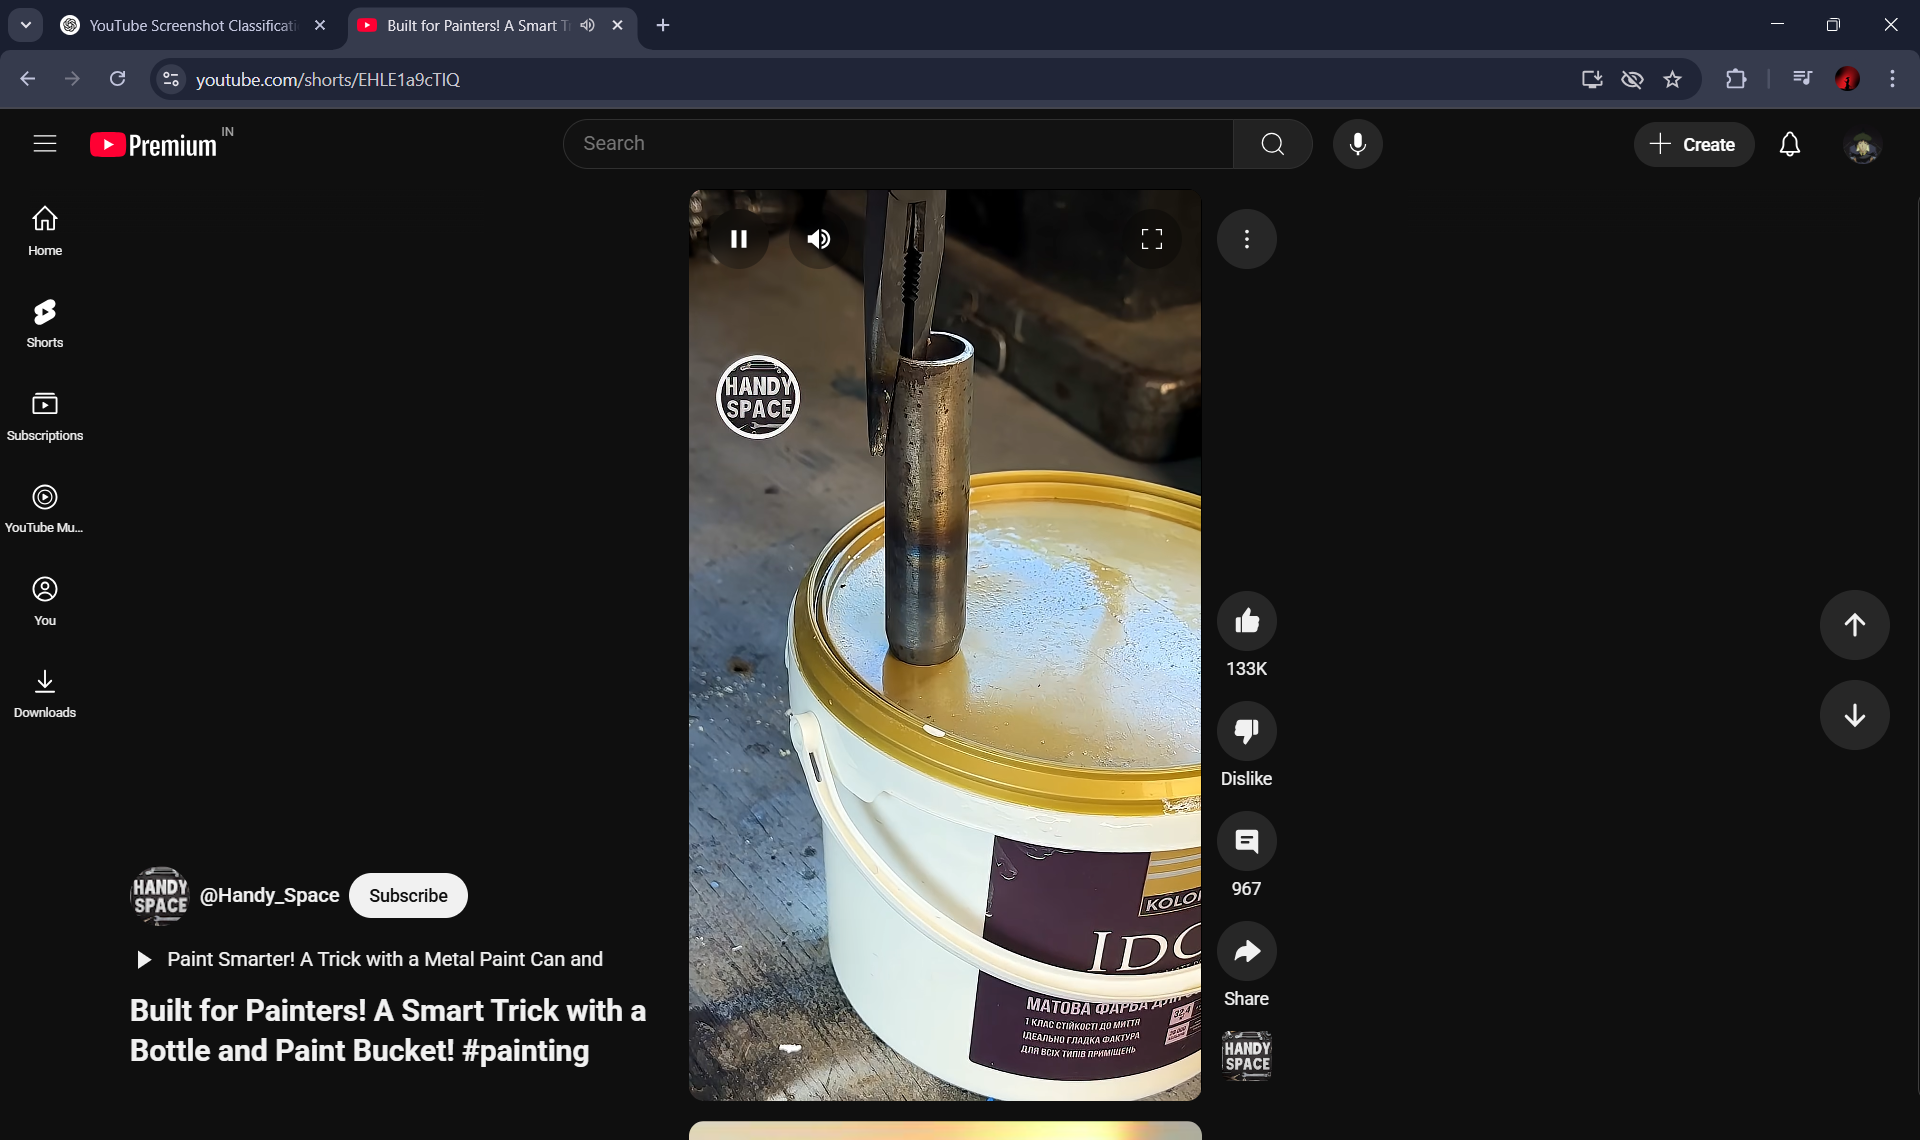 YouTube Screenshot Classificati
Built for Painters! A Smart T
youtube.com/shorts/EHLE1a9cTIQ
Premium IN
Search
Create
Home
Shorts
Subscriptions
YouTube Mu...
You
Downloads
HANDY
SPACE
KOLO
IDO
МАТОВА ФАРБА ДЛЯ
1 КЛАС СТІЙКОСТІ ДО МИТТЯ
ІДЕАЛЬНО ГЛАДКА ФАКТУРА
ДЛЯ ВСІХ ТИПІВ ПРИМІЩЕНЬ
133K
Dislike
967
Share
HANDY
SPACE
HANDY
SPACE
@Handy_Space
Subscribe
Paint Smarter! A Trick with a Metal Paint Can and
Built for Painters! A Smart Trick with a
Bottle and Paint Bucket! #painting